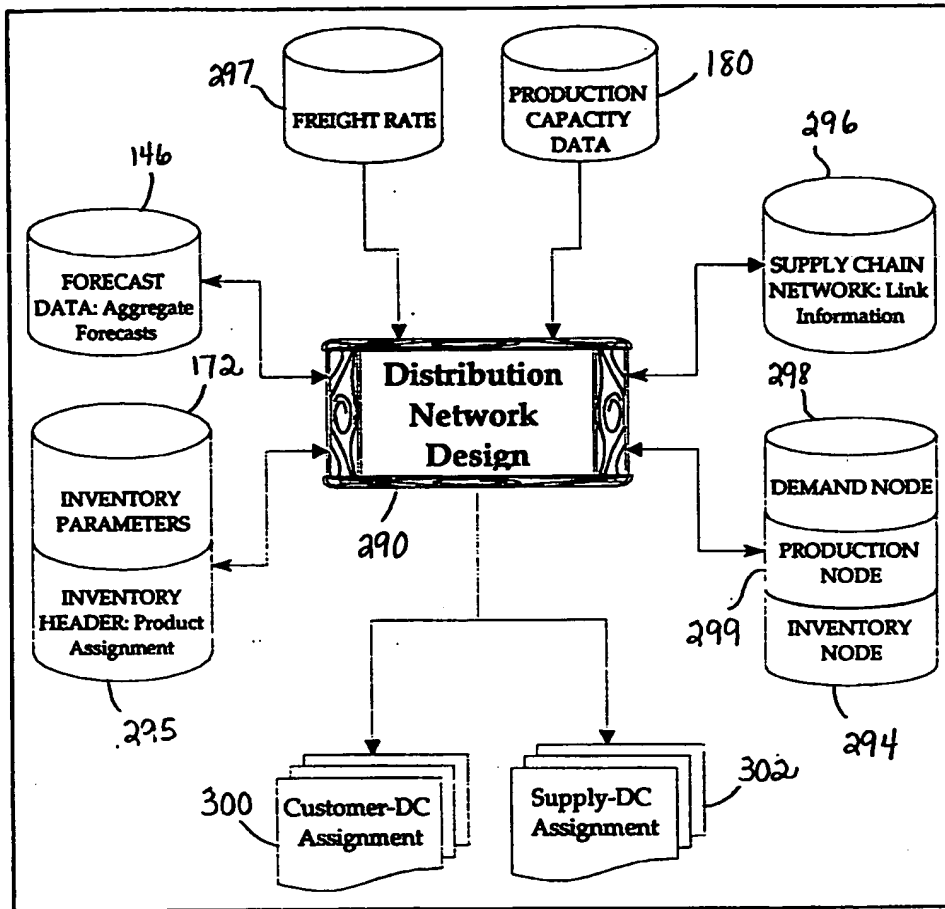 297
FREIGHT RATE
180
PRODUCTION
CAPACITY
DATA
146
FORECAST
DATA: Aggregate
Forecasts
296
SUPPLY CHAIN
NETWORK: Link
Information
Distribution
Network
Design
290
172
INVENTORY
PARAMETERS
INVENTORY
HEADER: Product
Assignment
295
298
DEMAND NODE
PRODUCTION
NODE
299
INVENTORY
NODE
294
300
Customer-DC
Assignment
Supply-DC
Assignment
302